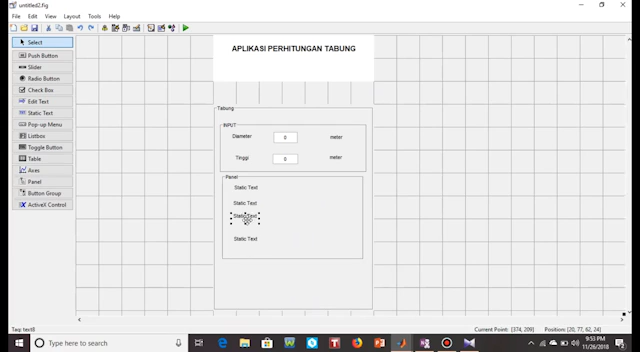 untitled2.fig
File Edit View Layout Tools Help
Select
Push Button
Slider
Radio Button
Check Box
Edit Text
Static Text
Pop-up Menu
Listbox
Toggle Button
Table
Axes
Panel
Button Group
ActiveX Control
APLIKASI PERHITUNGAN TABUNG
Tabung
INPUT
Diameter 0 meter
Tinggi 0 meter
Panel
Static Text
Static Text
Static Text
Static Text
Tag: text8 Current Point: [374, 209] Position: [20, 77, 62, 24]
Type here to search
9:53 PM
11/26/2018